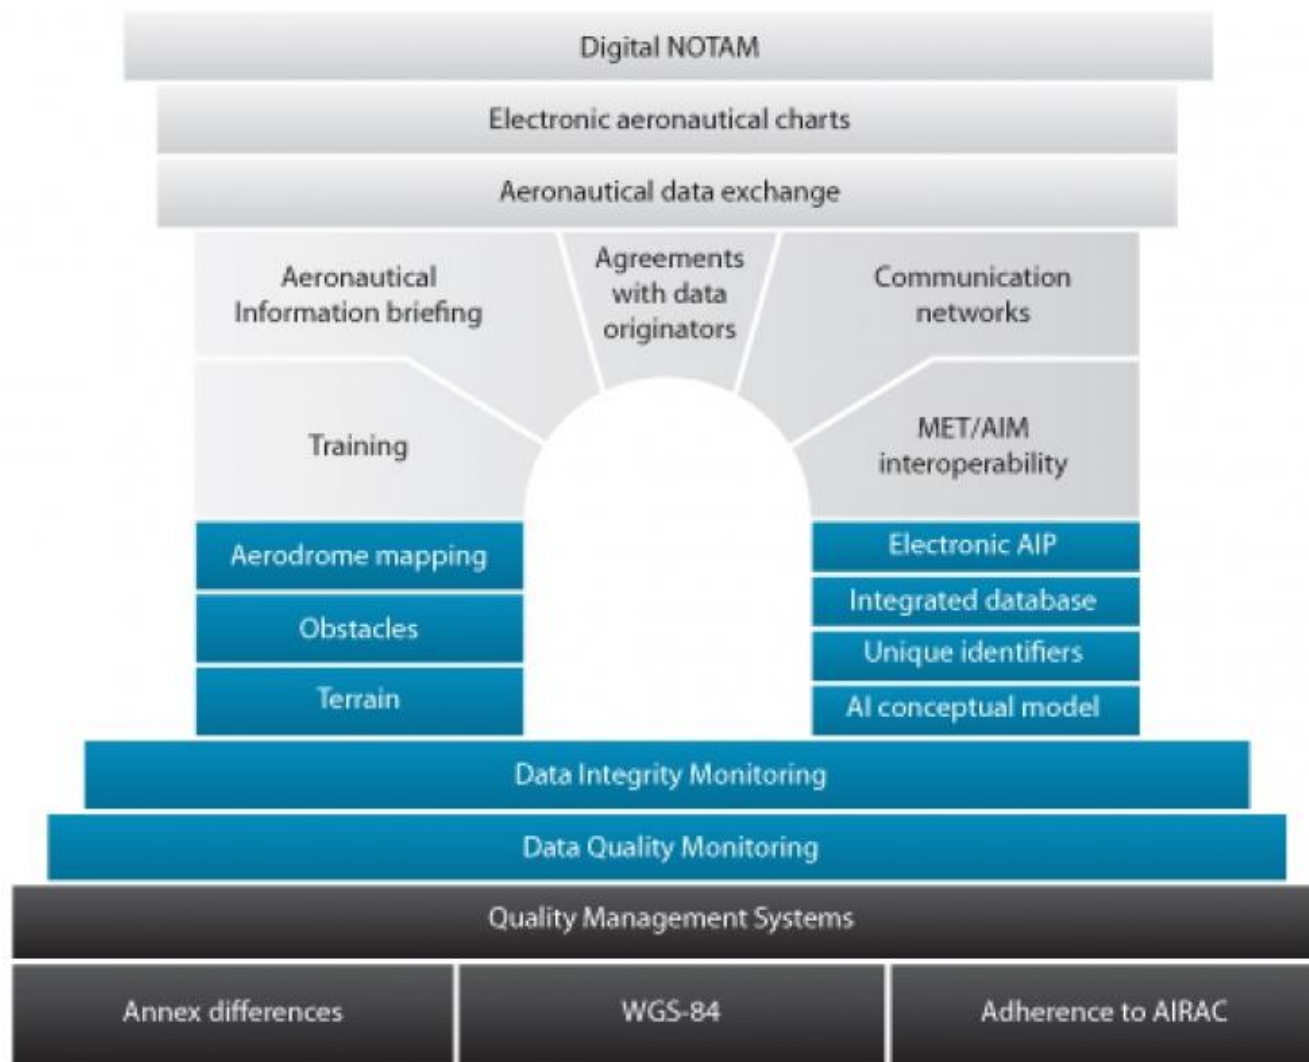 Digital NOTAM
Electronic aeronautical charts
Aeronautical data exchange
Aeronautical
Information briefing
Agreements
with data
originators
Communication
networks
Training
MET/AIM
interoperability
Aerodrome mapping
Obstacles
Terrain
Electronic AIP
Integrated database
Unique identifiers
AI conceptual model
Data Integrity Monitoring
Data Quality Monitoring
Quality Management Systems
Annex differences
WGS-84
Adherence to AIRAC